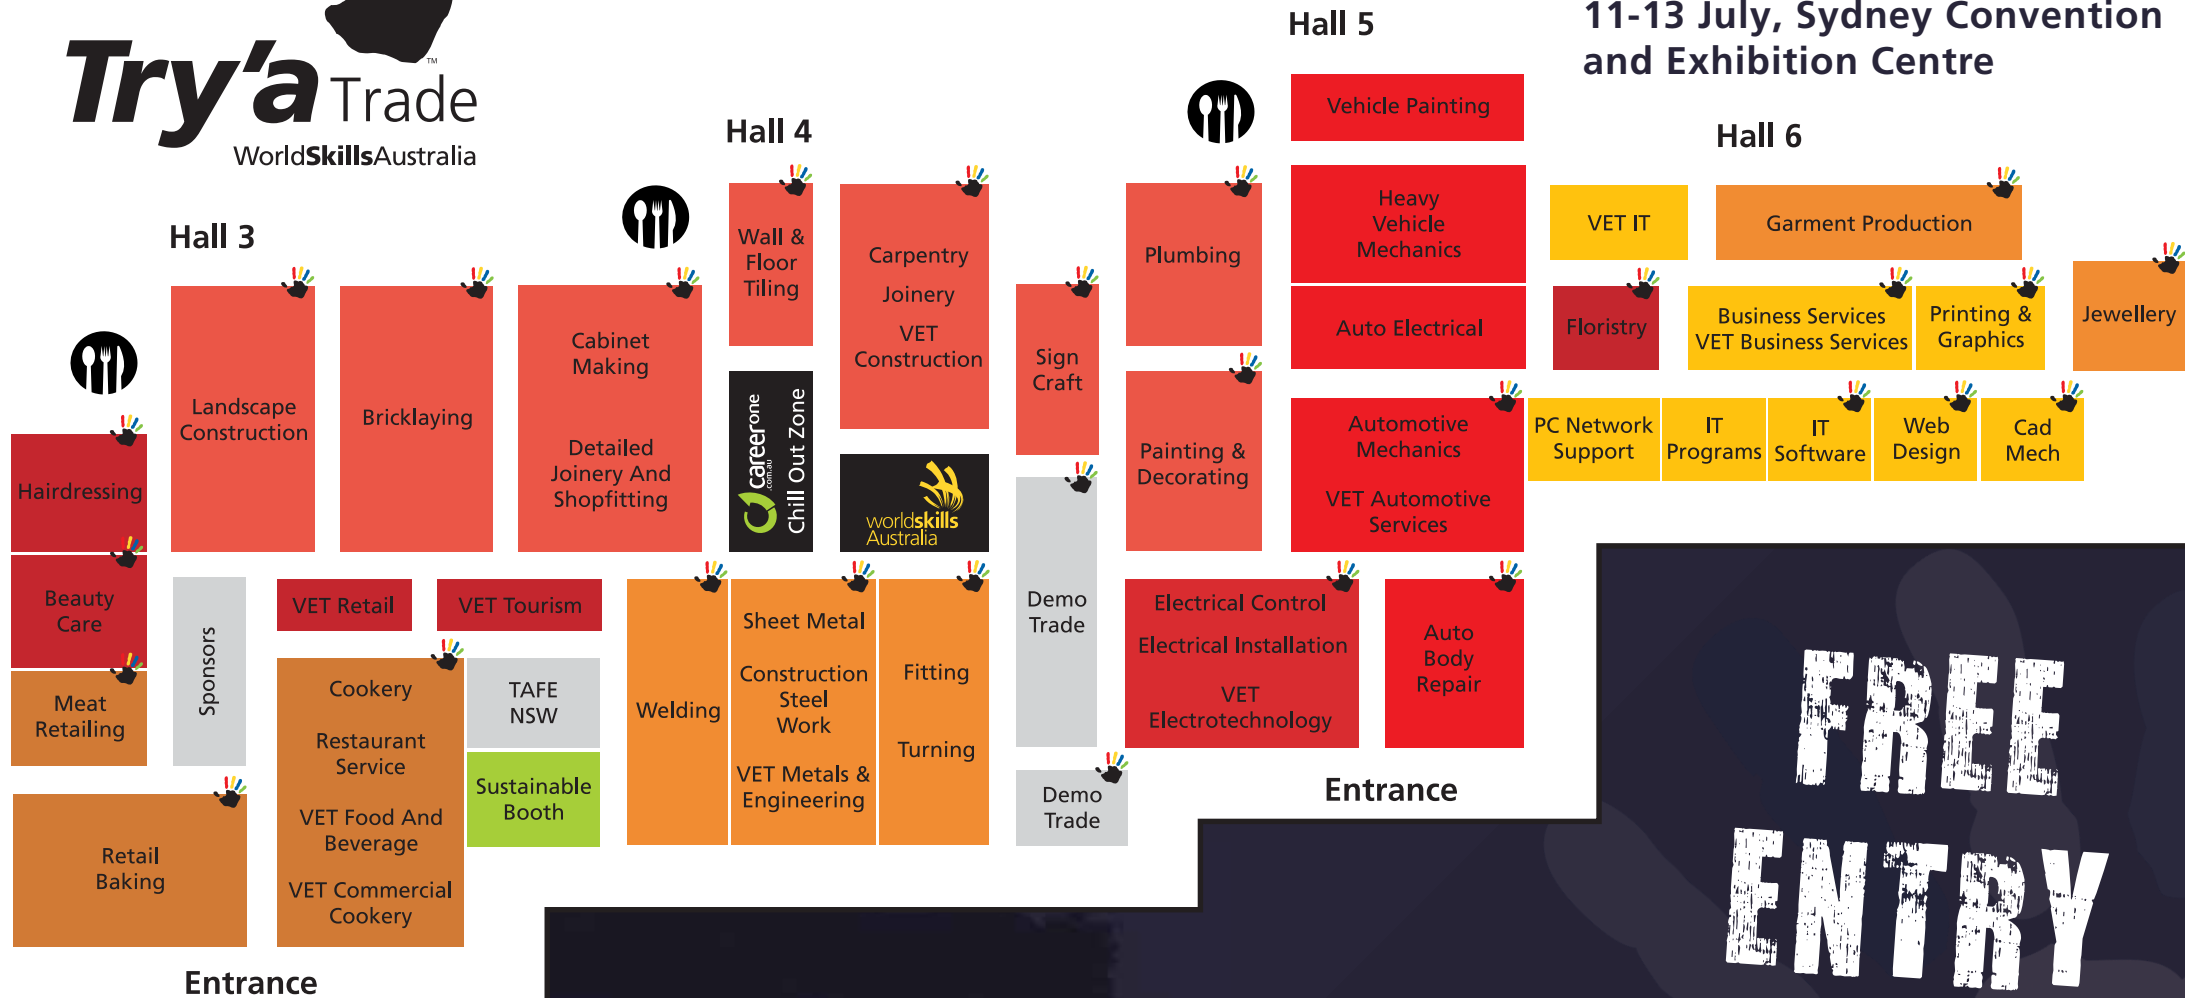 11-13 July, Sydney Convention
and Exhibition Centre
Try'a Trade
TM
WorldSkillsAustralia
Hall 3
Hall 4
Hall 5
Hall 6
Hairdressing
Beauty
Care
Meat
Retailing
Retail
Baking
Landscape
Construction
Bricklaying
Cabinet
Making
Detailed
Joinery And
Shopfitting
Sponsors
VET Retail
VET Tourism
Cookery
Restaurant
Service
VET Food And
Beverage
VET Commercial
Cookery
TAFE
NSW
Sustainable
Booth
Entrance
Wall &
Floor
Tiling
Carpentry
Joinery
VET
Construction
careerone
.com.au
Chill Out Zone
worldskills
Australia
Welding
Sheet Metal
Construction
Steel
Work
VET Metals &
Engineering
Fitting
Turning
Sign
Craft
Demo
Trade
Demo
Trade
Plumbing
Painting &
Decorating
Vehicle Painting
Heavy
Vehicle
Mechanics
Auto Electrical
Automotive
Mechanics
VET Automotive
Services
Electrical Control
Electrical Installation
VET
Electrotechnology
Auto
Body
Repair
Entrance
VET IT
Garment Production
Floristry
Business Services
VET Business Services
Printing &
Graphics
Jewellery
PC Network
Support
IT
Programs
IT
Software
Web
Design
Cad
Mech
FREE
ENTRY